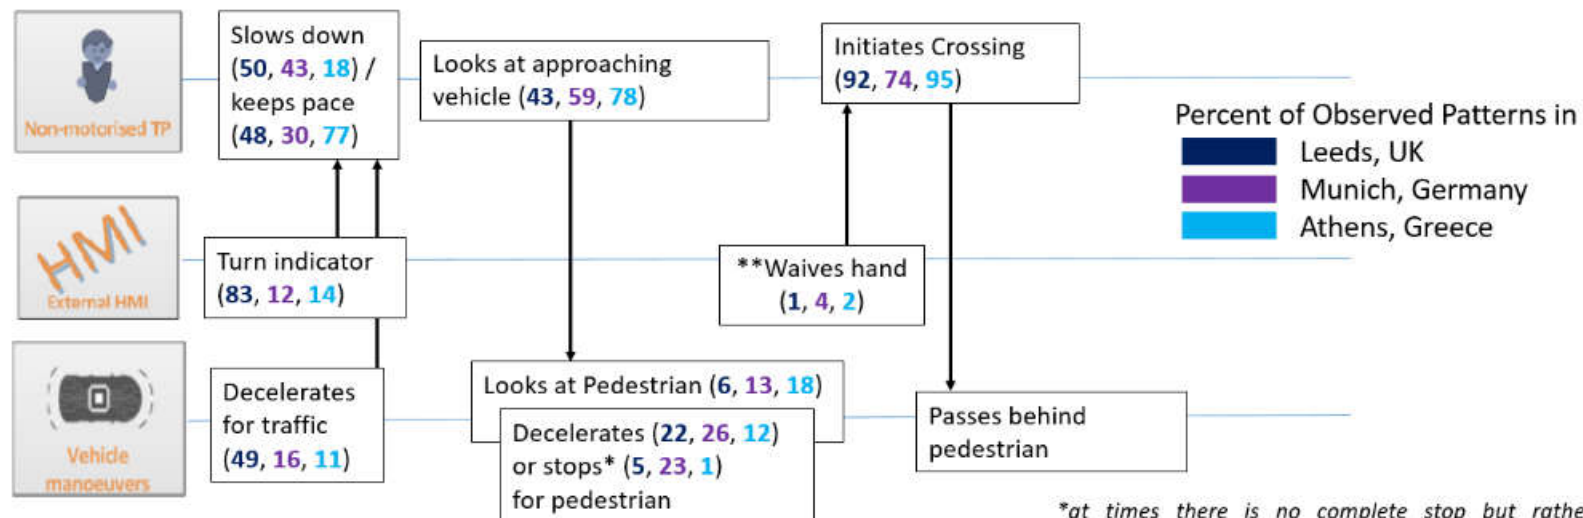 Non-motorised TP
Slows down
(50, 43, 18) /
keeps pace
(48, 30, 77)
Looks at approaching
vehicle (43, 59, 78)
Initiates Crossing
(92, 74, 95)
Percent of Observed Patterns in
Leeds, UK
Munich, Germany
Athens, Greece
HMI
External HMI
Turn indicator
(83, 12, 14)
**Waives hand
(1, 4, 2)
Vehicle
manoeuvers
Decelerates
for traffic
(49, 16, 11)
Looks at Pedestrian (6, 13, 18)
Decelerates (22, 26, 12)
or stops* (5, 23, 1)
for pedestrian
Passes behind
pedestrian
*at times there is no complete stop but rathe